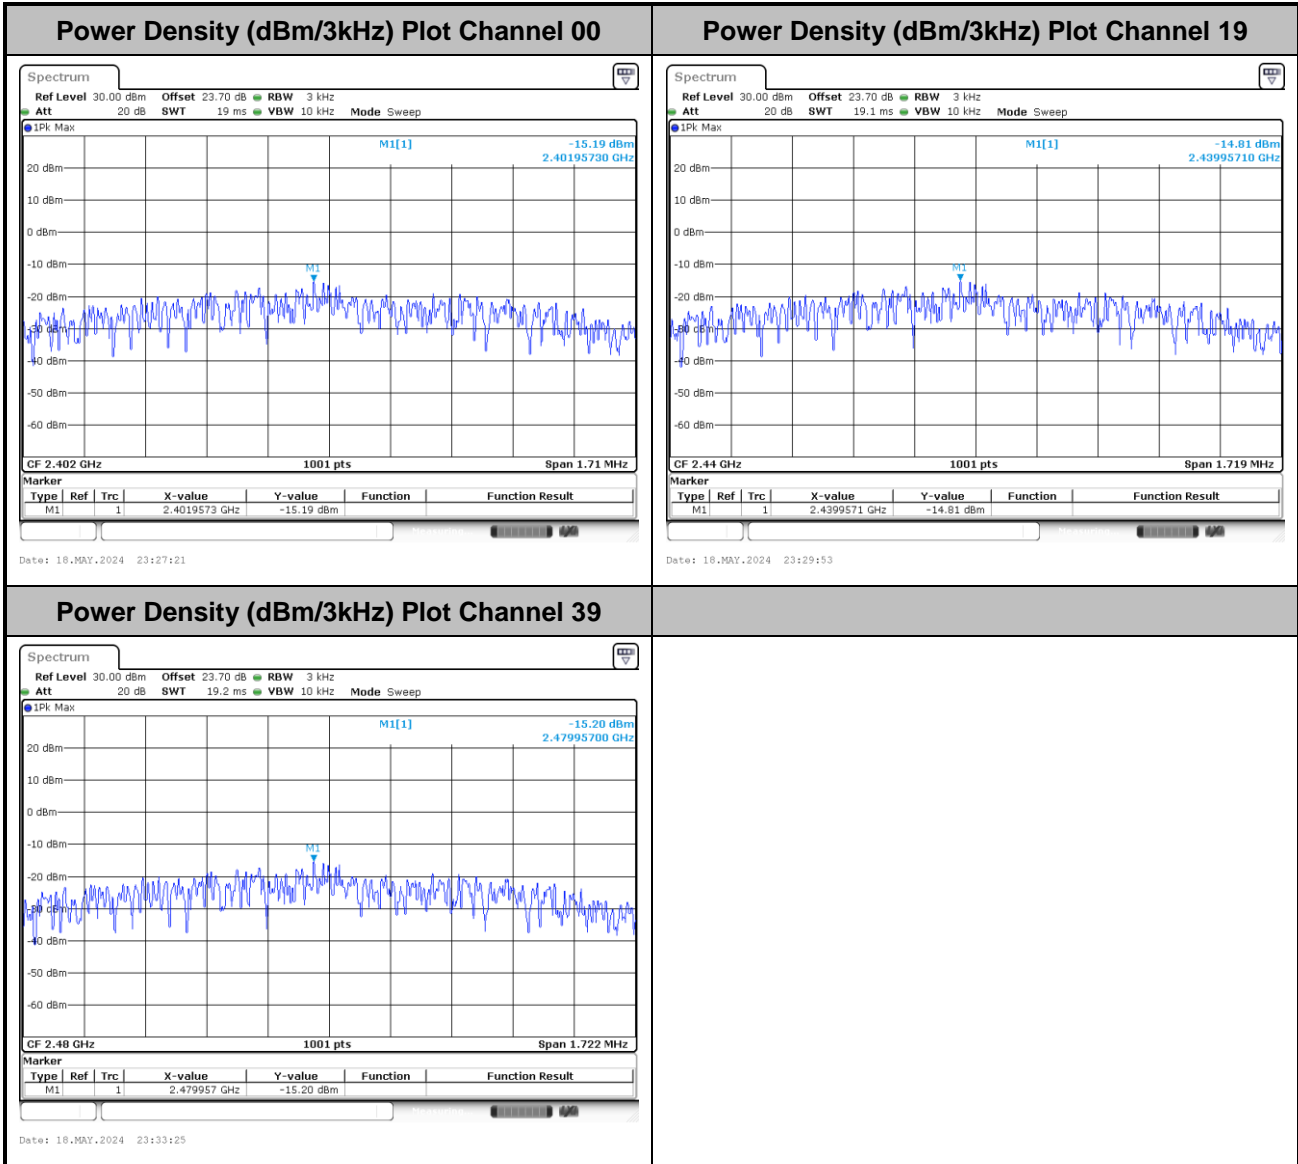 Power Density (dBm/3kHz) Plot Channel 00
Power Density (dBm/3kHz) Plot Channel 19
Spectrum
Ref Level 30.00 dBm Offset 23.70 dB RBW 3 kHz
Att 20 dB SWT 19 ms VBW 10 kHz Mode Sweep
1Pk Max
M1[1] -15.19 dBm
2.40195730 GHz
20 dBm
10 dBm
0 dBm
-10 dBm
M1
-20 dBm
-30 dBm
-40 dBm
-50 dBm
-60 dBm
CF 2.402 GHz 1001 pts Span 1.71 MHz
Marker
Type Ref Trc X-value Y-value Function Function Result
M1 1 2.4019573 GHz -15.19 dBm
Measuring...
Date: 18.MAY.2024 23:27:21
Spectrum
Ref Level 30.00 dBm Offset 23.70 dB RBW 3 kHz
Att 20 dB SWT 19.1 ms VBW 10 kHz Mode Sweep
1Pk Max
M1[1] -14.81 dBm
2.43995710 GHz
20 dBm
10 dBm
0 dBm
-10 dBm
M1
-20 dBm
-30 dBm
-40 dBm
-50 dBm
-60 dBm
CF 2.44 GHz 1001 pts Span 1.719 MHz
Marker
Type Ref Trc X-value Y-value Function Function Result
M1 1 2.4399571 GHz -14.81 dBm
Measuring...
Date: 18.MAY.2024 23:29:53
Power Density (dBm/3kHz) Plot Channel 39
Spectrum
Ref Level 30.00 dBm Offset 23.70 dB RBW 3 kHz
Att 20 dB SWT 19.2 ms VBW 10 kHz Mode Sweep
1Pk Max
M1[1] -15.20 dBm
2.47995700 GHz
20 dBm
10 dBm
0 dBm
-10 dBm
M1
-20 dBm
-30 dBm
-40 dBm
-50 dBm
-60 dBm
CF 2.48 GHz 1001 pts Span 1.722 MHz
Marker
Type Ref Trc X-value Y-value Function Function Result
M1 1 2.479957 GHz -15.20 dBm
Measuring...
Date: 18.MAY.2024 23:33:25